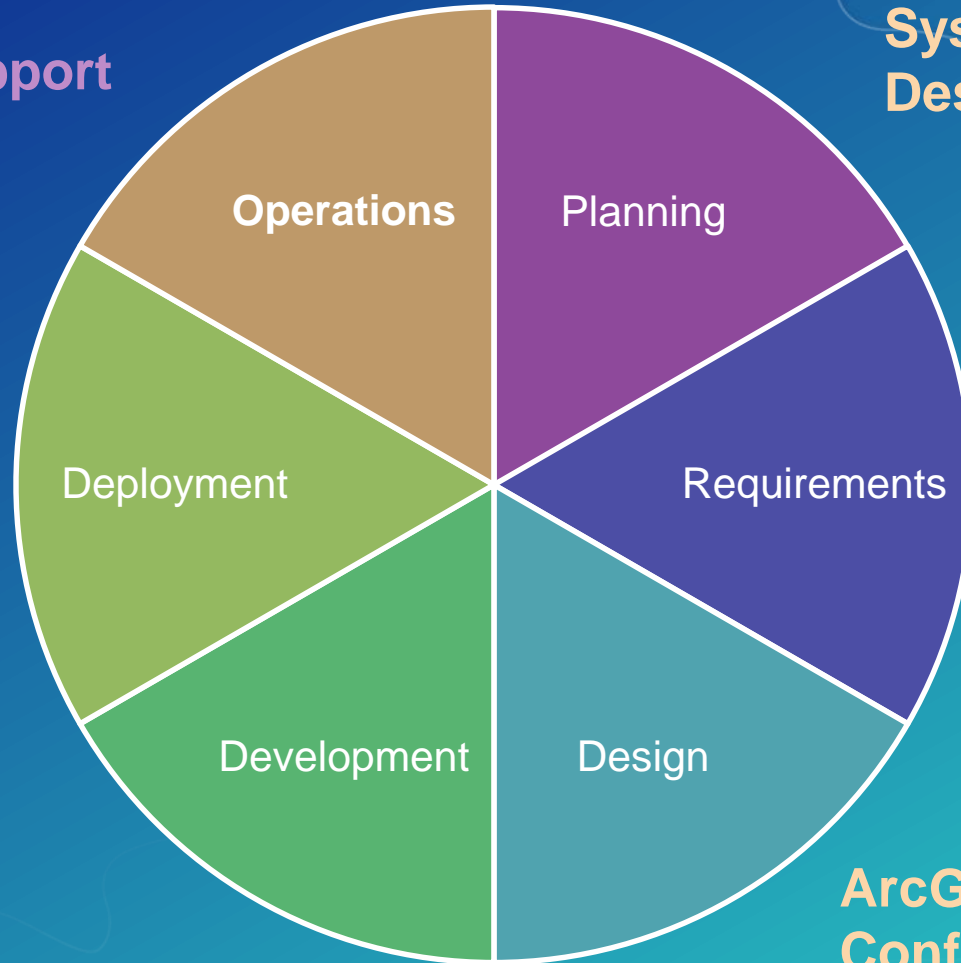 Operations
Planning
Deployment
Requirements
Development
Design